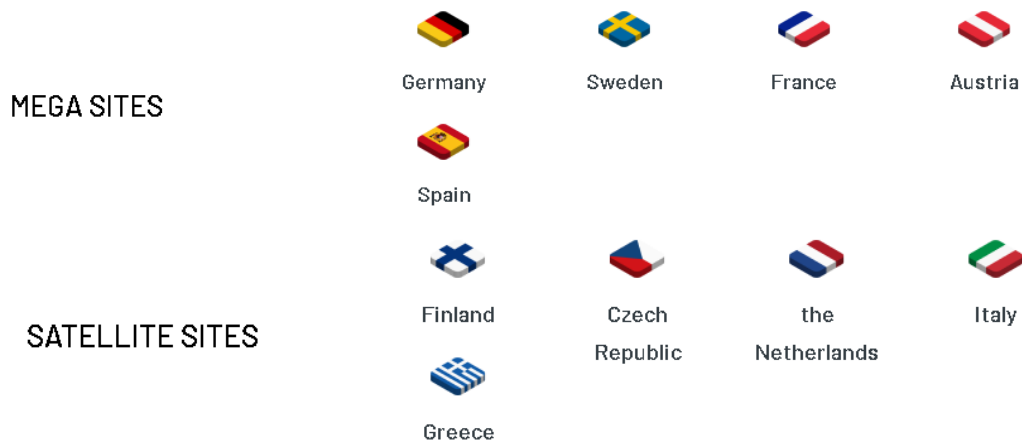 Germany Sweden France Austria
MEGA SITES
Spain
Finland Czech the Italy
Republic Netherlands
SATELLITE SITES
Greece